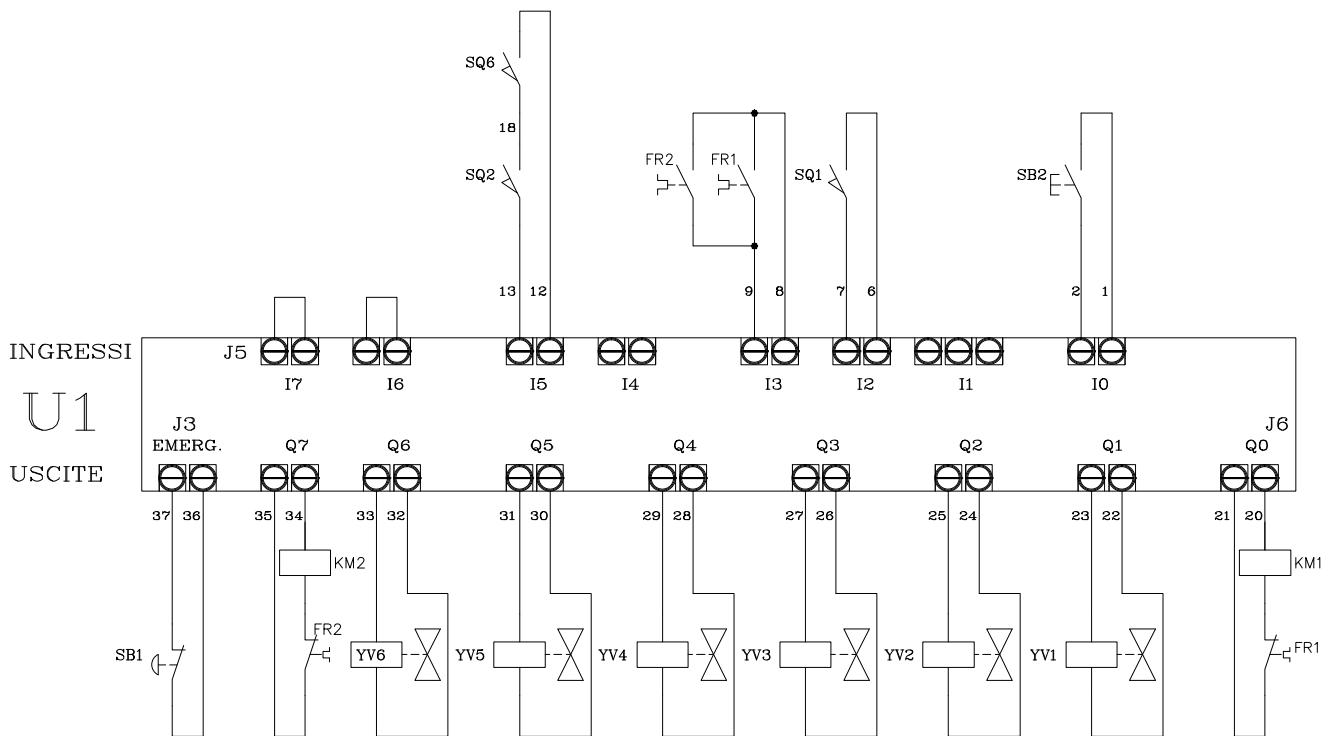 SQ6
18
FR2 FR1
SQ2 SQ1 SB2
13 12 9 8 7 6 2 1
INGRESSI J5
I7 I6 I5 I4 I3 I2 I1 I0
U1
J3 J6
EMERG. Q7 Q6 Q5 Q4 Q3 Q2 Q1 Q0
USCITE
37 36 35 34 33 32 31 30 29 28 27 26 25 24 23 22 21 20
KM2 KM1
FR2
SB1 YV6 YV5 YV4 YV3 YV2 YV1 FR1